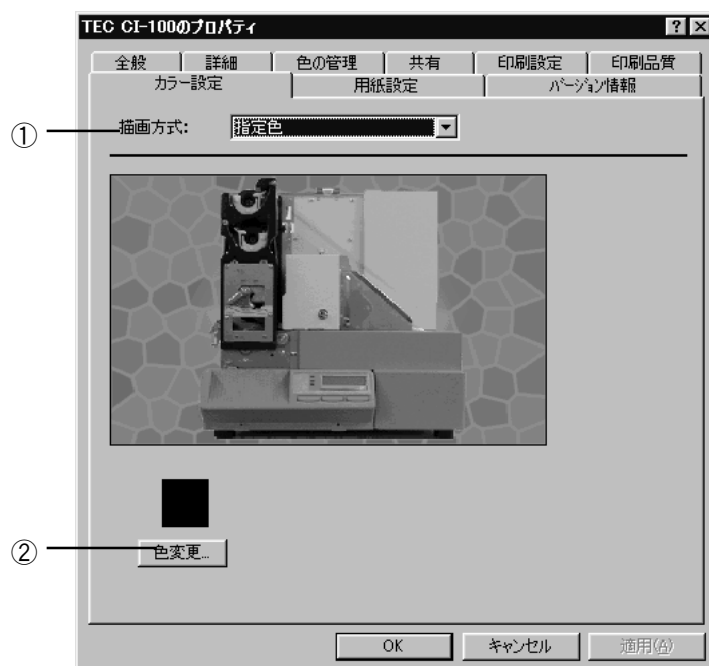 TEC CI-100のプロパティ
? ×
全般 詳細 色の管理 共有 印刷設定 印刷品質
カラー設定 用紙設定 バージョン情報
① 描画方式: 指定色
② 色変更...
OK キャンセル 適用(A)